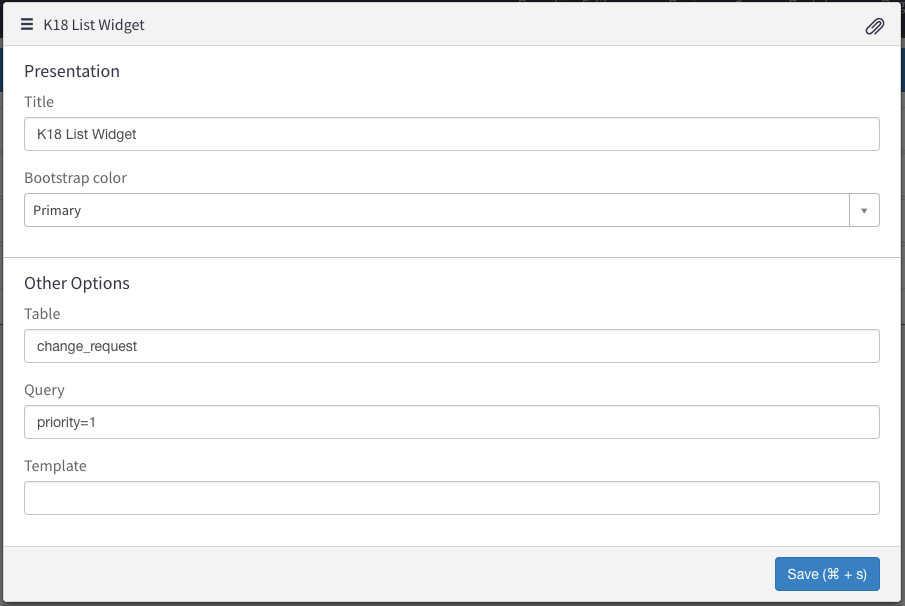 K18 List Widget
Presentation
Title
K18 List Widget
Bootstrap color
Primary
Other Options
Table
change_request
Query
priority=1
Template
Save (⌘ + s)